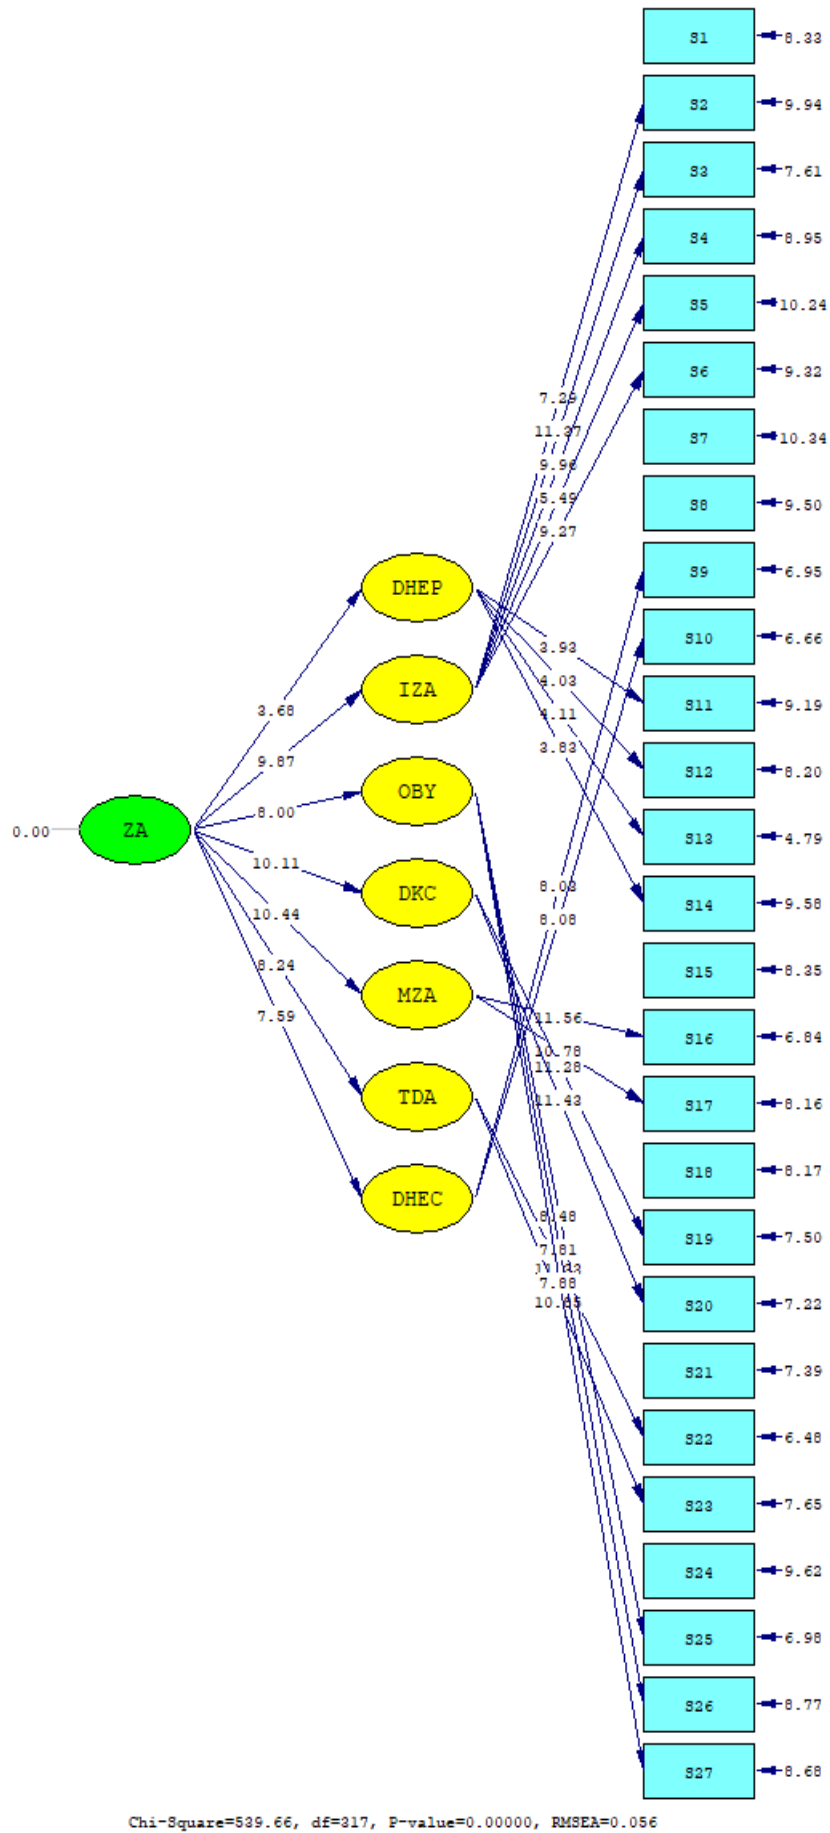 S1 8.33
S2 9.94
S3 7.61
S4 8.95
S5 10.24
S6 9.32
7.29
11.37
S7 10.34
9.96
5.49
S8 9.50
9.27
S9 6.95
DHEP
S10 6.66
3.93
4.03
IZA
S11 9.19
3.68
4.11
3.83
9.87
S12 8.20
OBY
8.00
0.00 ZA
S13 4.79
10.11
8.03
DKC
S14 9.58
10.44
8.08
8.24
S15 8.35
MZA
7.59
11.56
S16 6.84
10.78
11.28
TDA
11.43
S17 8.16
S18 8.17
DHEC
8.48
S19 7.50
7.81
7.88
10.85
S20 7.22
S21 7.39
S22 6.48
S23 7.65
S24 9.62
S25 6.98
S26 8.77
S27 8.68
Chi-Square=539.66, df=317, P-value=0.00000, RMSEA=0.056